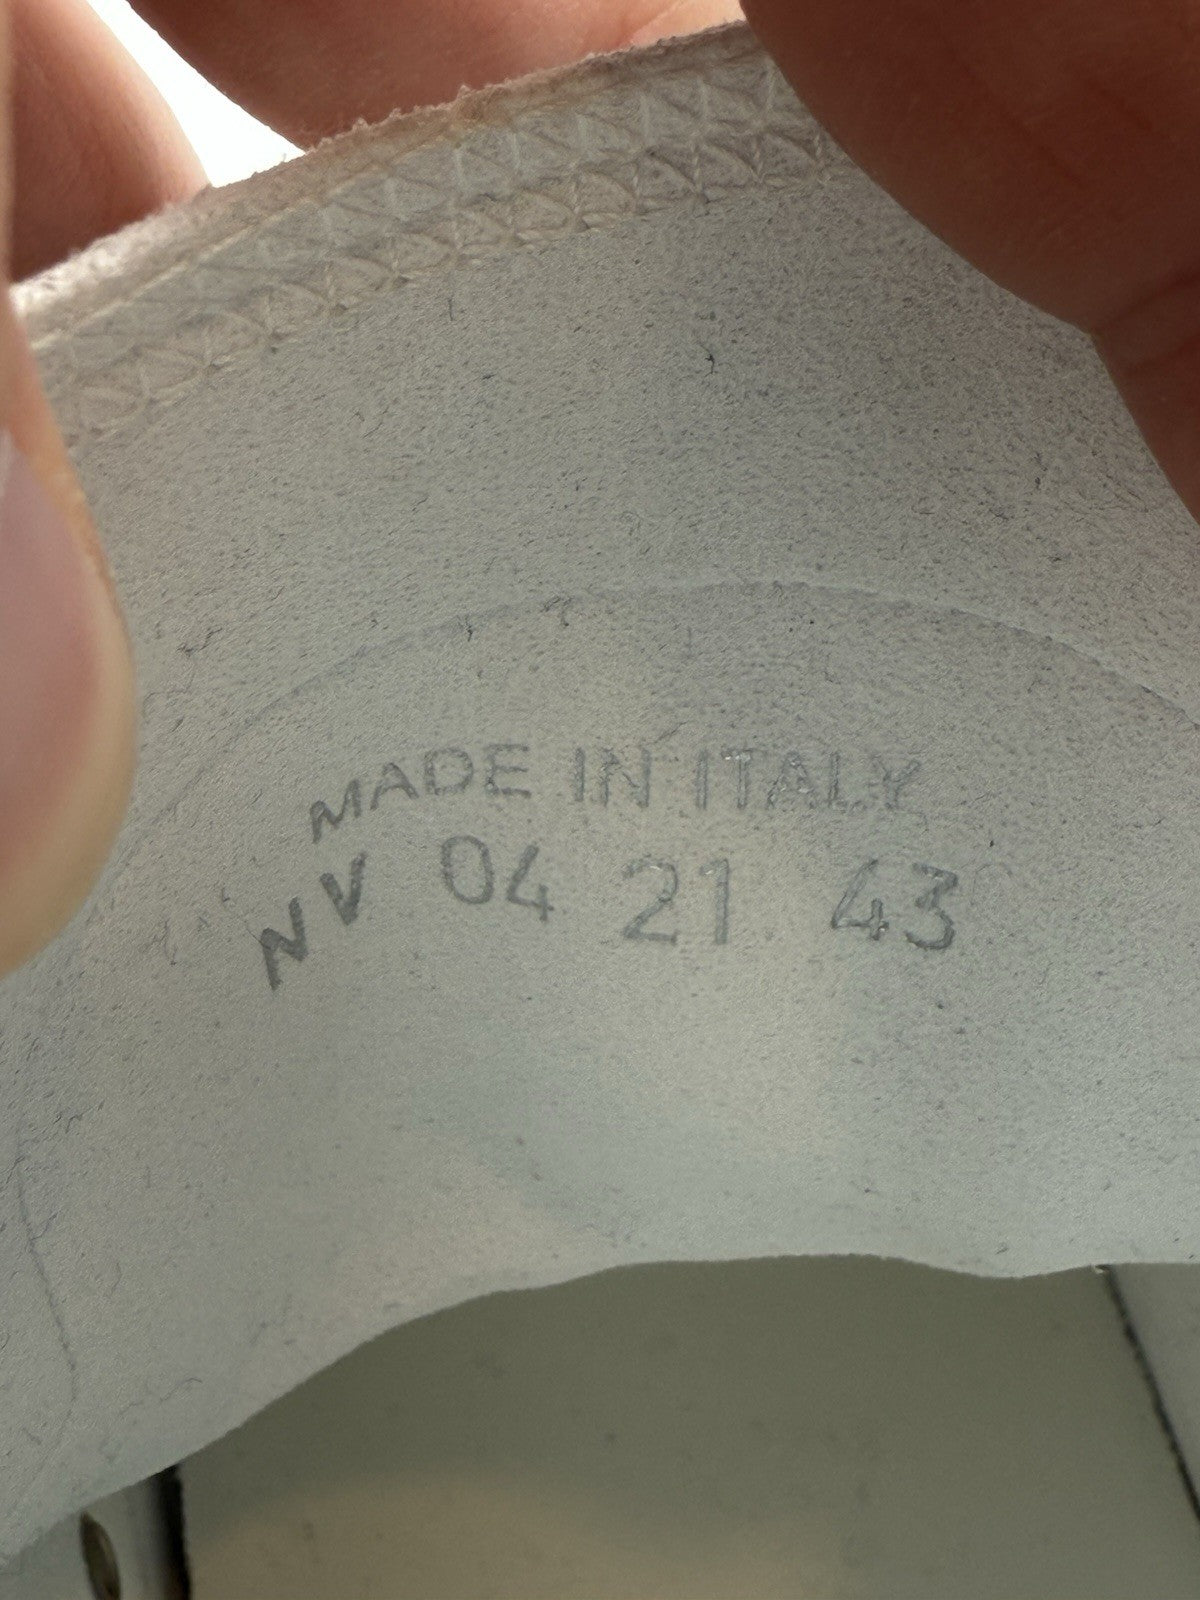 MADE IN ITALY
NV 04 21 43